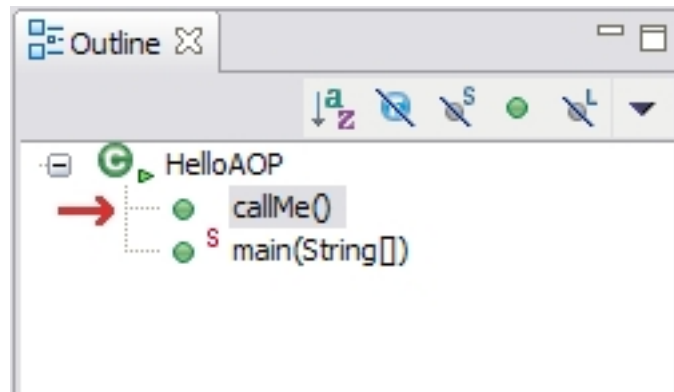 Outline
a z S L
C HelloAOP
callMe()
S main(String[])